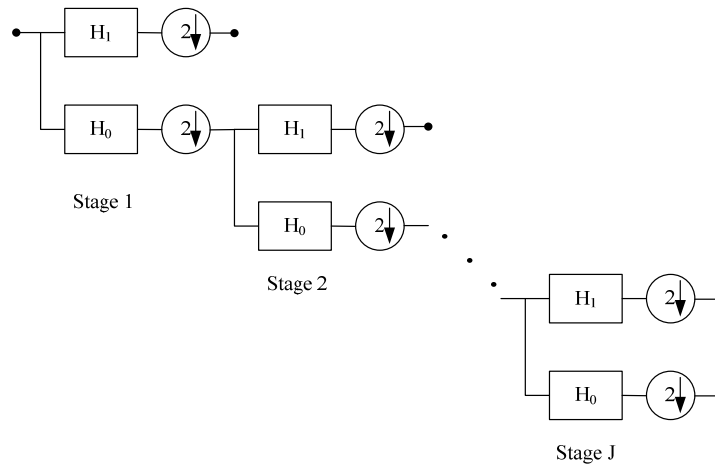 H₁ 2
H₀ 2 H₁ 2
Stage 1
H₀ 2
Stage 2
H₁ 2
H₀ 2
Stage J